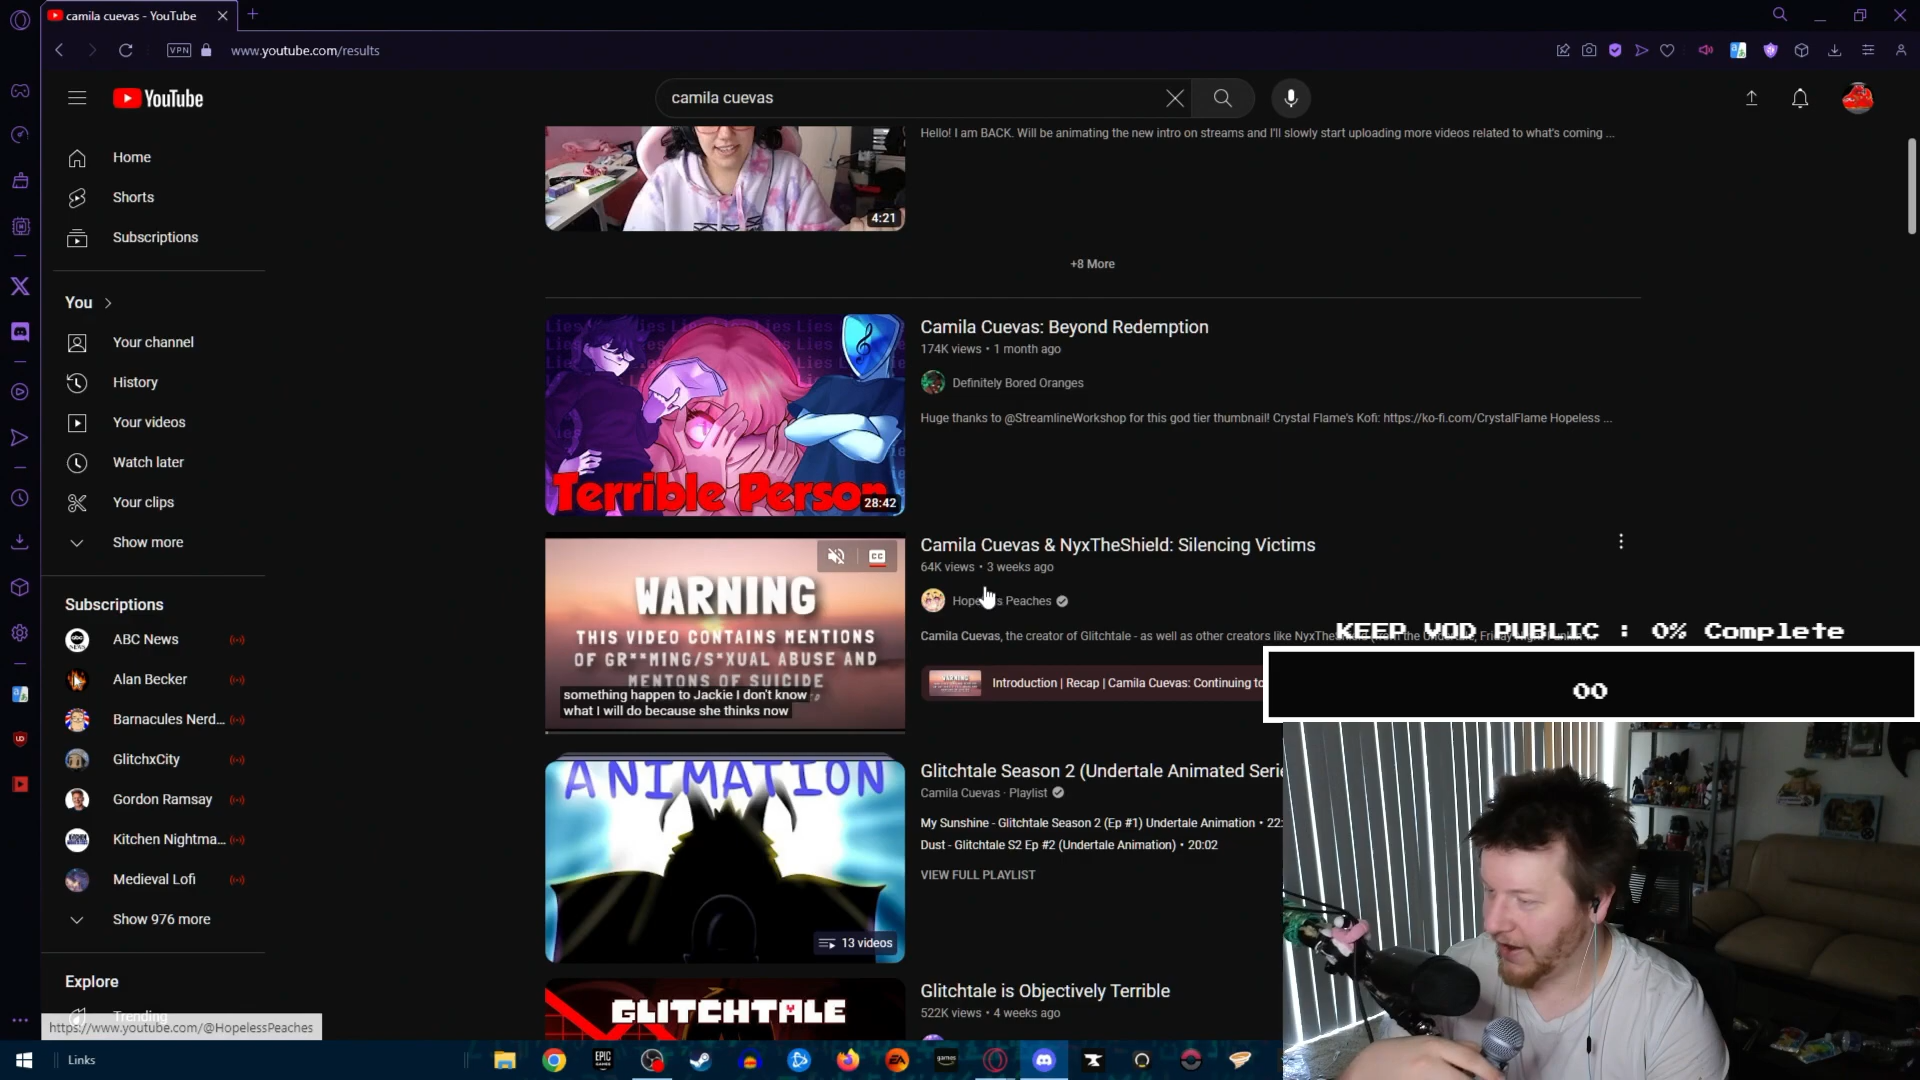 camila cuevas - YouTube
VPN
www.youtube.com/results
YouTube
camila cuevas
Home
Shorts
Subscriptions
You
Your channel
History
Your videos
Watch later
Your clips
Show more
Subscriptions
ABC News
Alan Becker
Barnacules Nerd...
GlitchxCity
Gordon Ramsay
Kitchen Nightma...
Medieval Lofi
Show 976 more
Explore
Trending
https://www.youtube.com/@HopelessPeaches
Links
4:21
Hello! I am BACK. Will be animating the new intro on streams and I'll slowly start uploading more videos related to what's coming ...
+8 More
Terrible Person
28:42
Camila Cuevas: Beyond Redemption
174K views • 1 month ago
Definitely Bored Oranges
Huge thanks to @StreamlineWorkshop for this god tier thumbnail! Crystal Flame's Kofi: https://ko-fi.com/CrystalFlame Hopeless ...
CC
WARNING
THIS VIDEO CONTAINS MENTIONS
OF GR**MING/S*XUAL ABUSE AND
MENTONS OF SUICIDE
something happen to Jackie I don't know
what I will do because she thinks now
Camila Cuevas & NyxTheShield: Silencing Victims
64K views • 3 weeks ago
Peaches
Camila Cuevas, the creator of Glitchtale - as well as other creators like
KEEP VOD PUBLIC : 0% Complete
Introduction | Recap | Camila Cuevas: Continuing to
ANIMATION
13 videos
Glitchtale Season 2 (Undertale Animated Serie
Camila Cuevas · Playlist
My Sunshine - Glitchtale Season 2 (Ep #1) Undertale Animation • 22:
Dust - Glitchtale S2 Ep #2 (Undertale Animation) • 20:02
VIEW FULL PLAYLIST
GLITCHTALE
Glitchtale is Objectively Terrible
522K views • 4 weeks ago